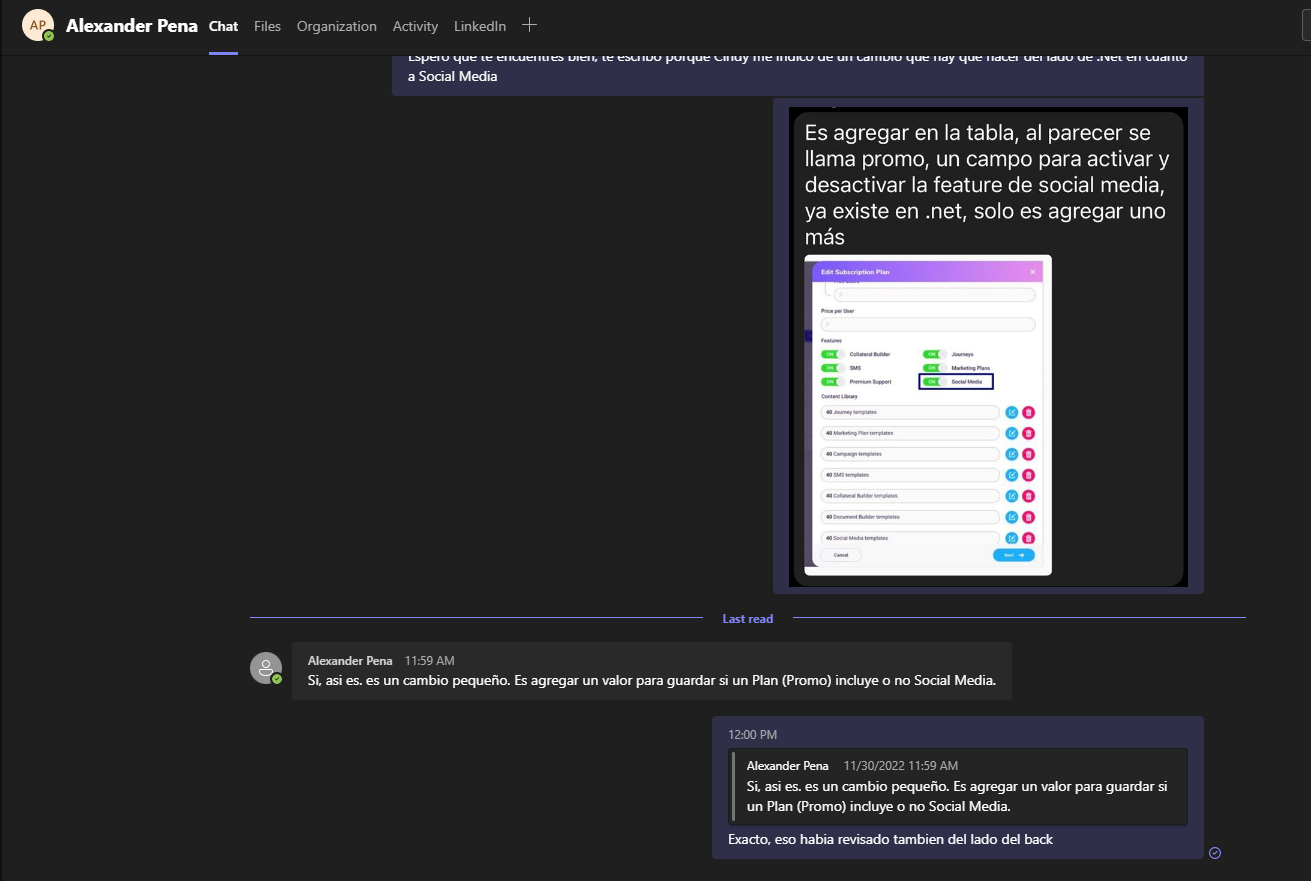 AP
Alexander Pena
Chat
Files
Organization
Activity
LinkedIn
Espero que te encuentres bien, te escribo porque Cindy me indico de un cambio que hay que hacer del lado de .Net en cuanto
a Social Media
Es agregar en la tabla, al parecer se
llama promo, un campo para activar y
desactivar la feature de social media,
ya existe en .net, solo es agregar uno
más
Edit Subscription Plan
Price per User
Features
ON Collateral Builder
ON Journeys
ON SMS
ON Marketing Plans
ON Premium Support
ON Social Media
Content Library
40 Journey templates
40 Marketing Plan templates
40 Campaign templates
40 SMS templates
40 Collateral Builder templates
40 Document Builder templates
40 Social Media templates
Cancel
Next
Last read
Alexander Pena 11:59 AM
Si, asi es. es un cambio pequeño. Es agregar un valor para guardar si un Plan (Promo) incluye o no Social Media.
12:00 PM
Alexander Pena 11/30/2022 11:59 AM
Si, asi es. es un cambio pequeño. Es agregar un valor para guardar si
un Plan (Promo) incluye o no Social Media.
Exacto, eso habia revisado tambien del lado del back